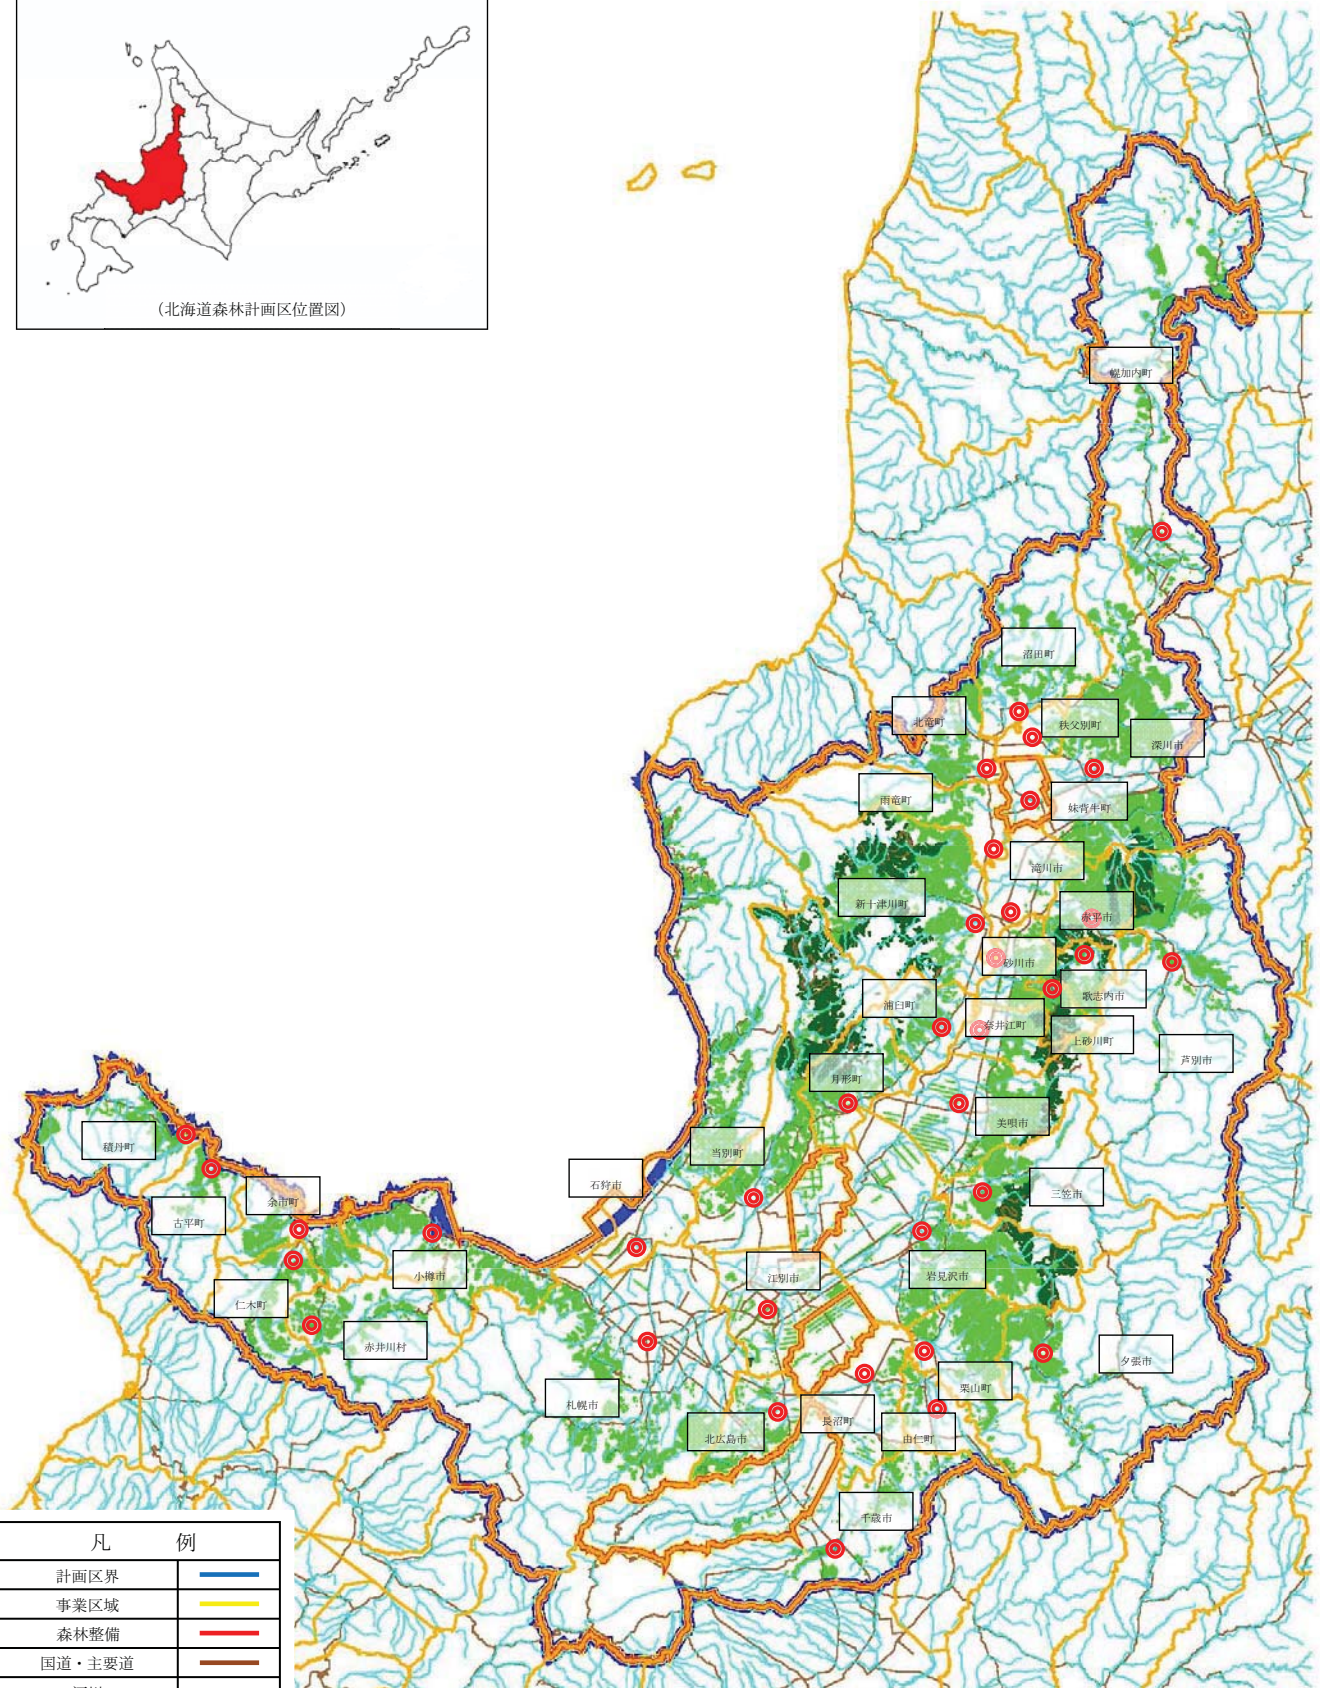 (北海道森林計画区位置図)
幌加内町
沼田町
北竜町
秩父別町
深川市
雨竜町
妹背牛町
滝川市
新十津川町
赤平市
砂川市
歌志内市
浦臼町
奈井江町
上砂川町
芦別市
月形町
美唄市
積丹町
当別町
石狩市
三笠市
余市町
古平町
小樽市
江別市
岩見沢市
仁木町
赤井川村
夕張市
栗山町
札幌市
長沼町
北広島市
由仁町
千歳市
凡 例
計画区界
事業区域
森林整備
国道・主要道